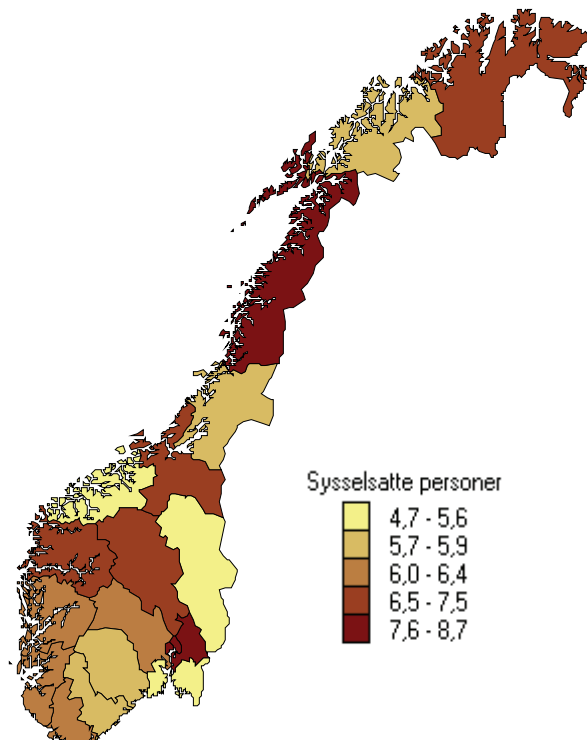 Sysselsatte personer
4,7 - 5,6
5,7 - 5,9
6,0 - 6,4
6,5 - 7,5
7,6 - 8,7